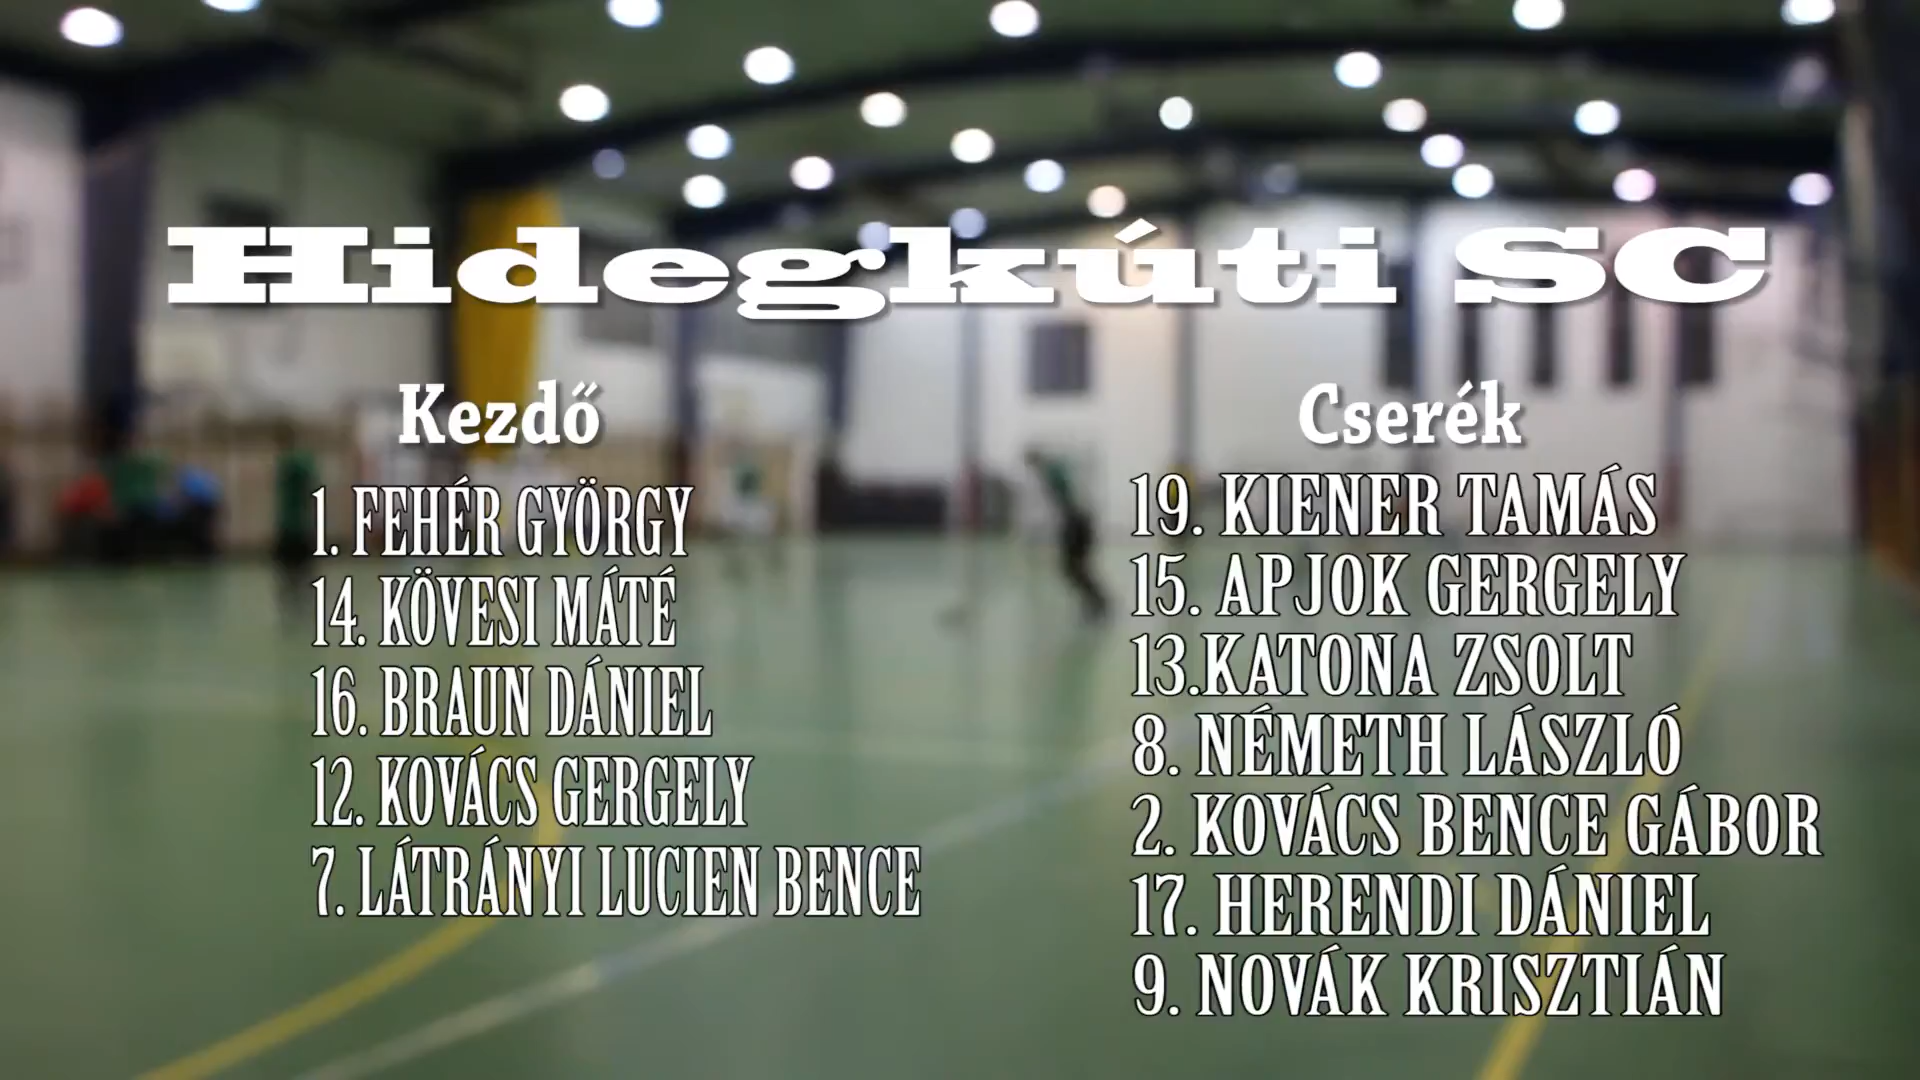 Hidegkúti SC
Kezdő
1. FEHÉR GYÖRGY
14. KÖVESI MÁTÉ
16. BRAUN DÁNIEL
12. KOVÁCS GERGELY
7. LÁTRÁNYI LUCIEN BENCE
Cserék
19. KIENER TAMÁS
15. APJOK GERGELY
13.KATONA ZSOLT
8. NÉMETH LÁSZLÓ
2. KOVÁCS BENCE GÁBOR
17. HERENDI DÁNIEL
9. NOVÁK KRISZTIÁN